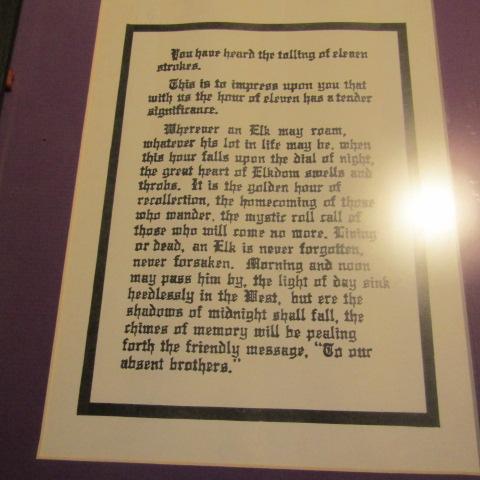 You have heard the tolling of eleven
strokes.
This is to impress upon you that
with us the hour of eleven has a tender
significance.
Wherever an Elk may roam,
whatever his lot in life may be, when
this hour falls upon the dial of night,
the great heart of Elkdom swells and
throbs. It is the golden hour of
recollection, the homecoming of those
who wander, the mystic roll call of
those who will come no more. Living
or dead, an Elk is never forgotten,
never forsaken. Morning and noon
may pass him by, the light of day sink
heedlessly in the West, but ere the
shadows of midnight shall fall, the
chimes of memory will be pealing
forth the friendly message, "To our
absent brothers."